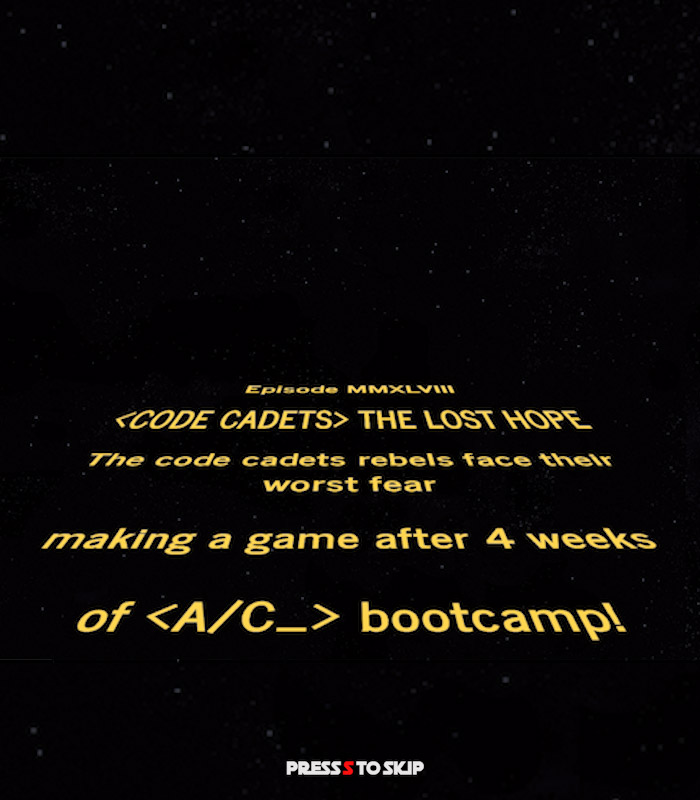 Episode MMXLVIII
<CODE CADETS> THE LOST HOPE
The code cadets rebels face their
worst fear
making a game after 4 weeks
of <A/C_> bootcamp!
PRESS S TO SKIP